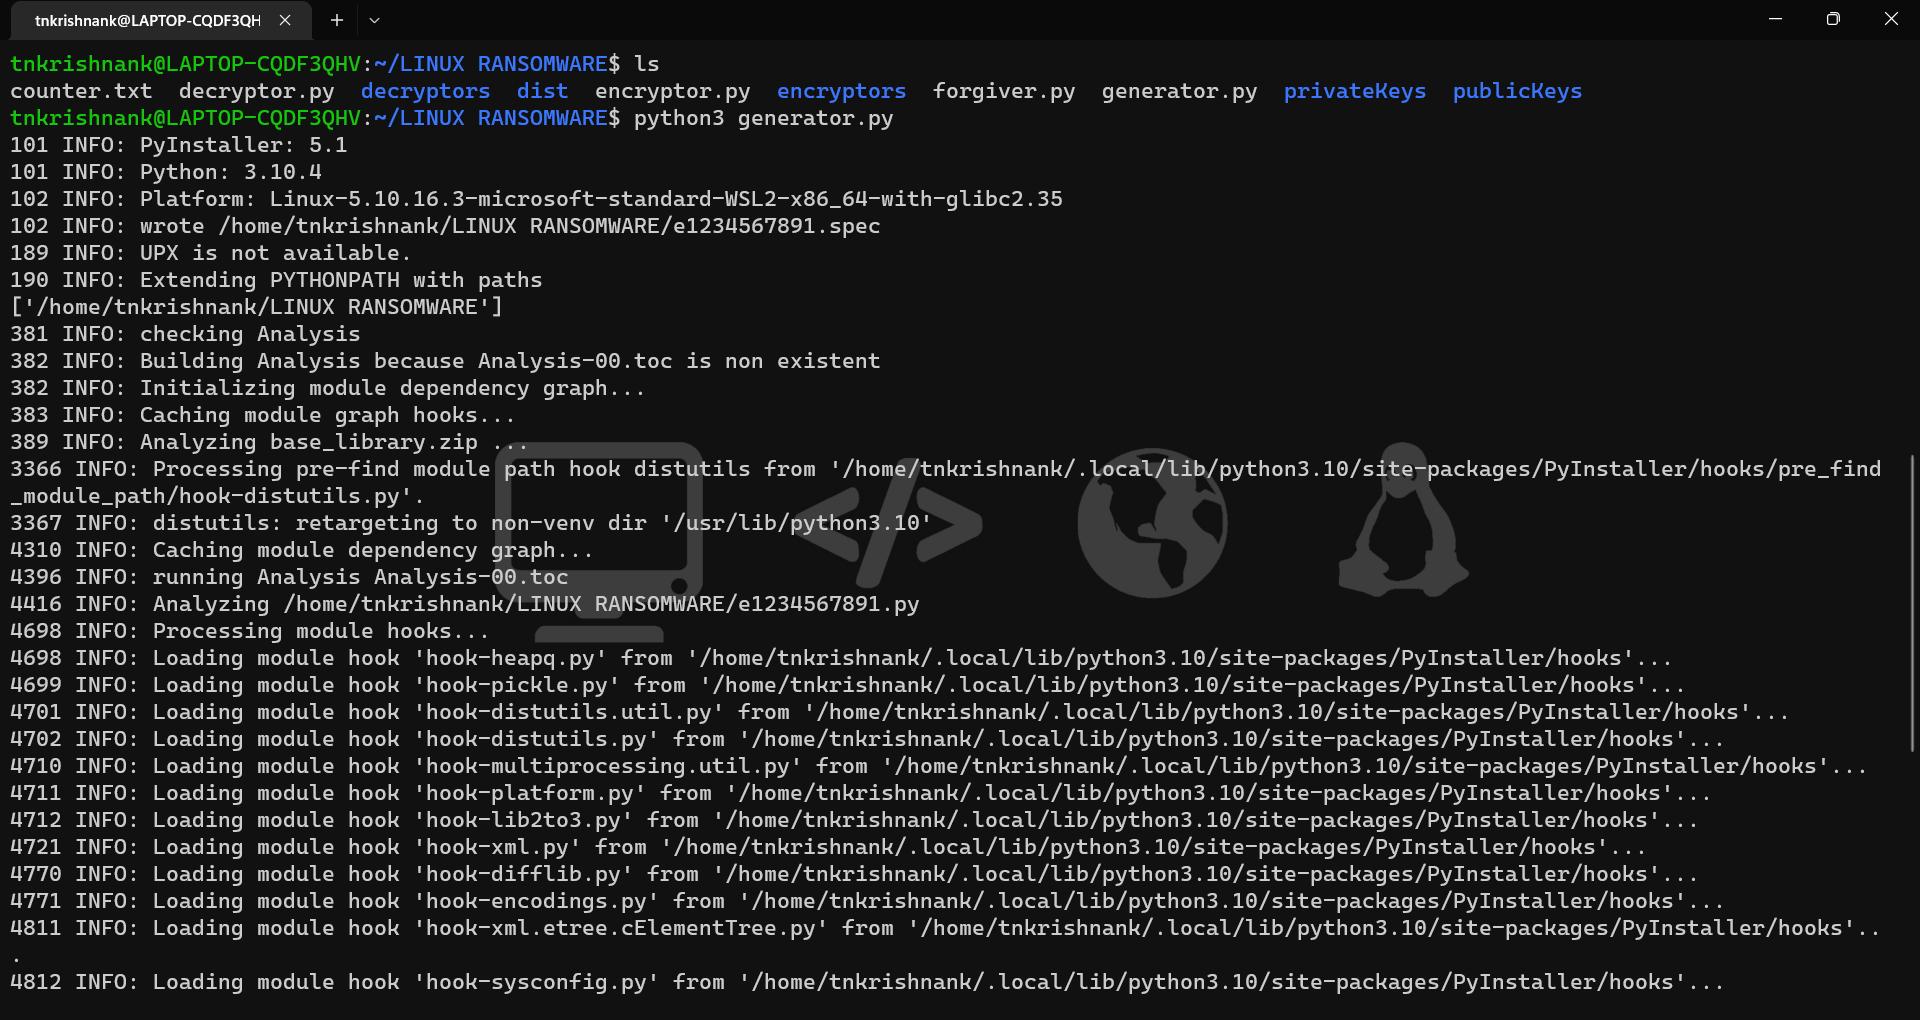 tnkrishnank@LAPTOP-CQDF3QH
tnkrishnank@LAPTOP-CQDF3QHV:~/LINUX RANSOMWARE$ ls
counter.txt  decryptor.py  decryptors  dist  encryptor.py  encryptors  forgiver.py  generator.py  privateKeys  publicKeys
tnkrishnank@LAPTOP-CQDF3QHV:~/LINUX RANSOMWARE$ python3 generator.py
101 INFO: PyInstaller: 5.1
101 INFO: Python: 3.10.4
102 INFO: Platform: Linux-5.10.16.3-microsoft-standard-WSL2-x86_64-with-glibc2.35
102 INFO: wrote /home/tnkrishnank/LINUX RANSOMWARE/e1234567891.spec
189 INFO: UPX is not available.
190 INFO: Extending PYTHONPATH with paths
['/home/tnkrishnank/LINUX RANSOMWARE']
381 INFO: checking Analysis
382 INFO: Building Analysis because Analysis-00.toc is non existent
382 INFO: Initializing module dependency graph...
383 INFO: Caching module graph hooks...
389 INFO: Analyzing base_library.zip ...
3366 INFO: Processing pre-find module path hook distutils from '/home/tnkrishnank/.local/lib/python3.10/site-packages/PyInstaller/hooks/pre_find
_module_path/hook-distutils.py'.
3367 INFO: distutils: retargeting to non-venv dir '/usr/lib/python3.10'
4310 INFO: Caching module dependency graph...
4396 INFO: running Analysis Analysis-00.toc
4416 INFO: Analyzing /home/tnkrishnank/LINUX RANSOMWARE/e1234567891.py
4698 INFO: Processing module hooks...
4698 INFO: Loading module hook 'hook-heapq.py' from '/home/tnkrishnank/.local/lib/python3.10/site-packages/PyInstaller/hooks'...
4699 INFO: Loading module hook 'hook-pickle.py' from '/home/tnkrishnank/.local/lib/python3.10/site-packages/PyInstaller/hooks'...
4701 INFO: Loading module hook 'hook-distutils.util.py' from '/home/tnkrishnank/.local/lib/python3.10/site-packages/PyInstaller/hooks'...
4702 INFO: Loading module hook 'hook-distutils.py' from '/home/tnkrishnank/.local/lib/python3.10/site-packages/PyInstaller/hooks'...
4710 INFO: Loading module hook 'hook-multiprocessing.util.py' from '/home/tnkrishnank/.local/lib/python3.10/site-packages/PyInstaller/hooks'...
4711 INFO: Loading module hook 'hook-platform.py' from '/home/tnkrishnank/.local/lib/python3.10/site-packages/PyInstaller/hooks'...
4712 INFO: Loading module hook 'hook-lib2to3.py' from '/home/tnkrishnank/.local/lib/python3.10/site-packages/PyInstaller/hooks'...
4721 INFO: Loading module hook 'hook-xml.py' from '/home/tnkrishnank/.local/lib/python3.10/site-packages/PyInstaller/hooks'...
4770 INFO: Loading module hook 'hook-difflib.py' from '/home/tnkrishnank/.local/lib/python3.10/site-packages/PyInstaller/hooks'...
4771 INFO: Loading module hook 'hook-encodings.py' from '/home/tnkrishnank/.local/lib/python3.10/site-packages/PyInstaller/hooks'...
4811 INFO: Loading module hook 'hook-xml.etree.cElementTree.py' from '/home/tnkrishnank/.local/lib/python3.10/site-packages/PyInstaller/hooks'..
.
4812 INFO: Loading module hook 'hook-sysconfig.py' from '/home/tnkrishnank/.local/lib/python3.10/site-packages/PyInstaller/hooks'...